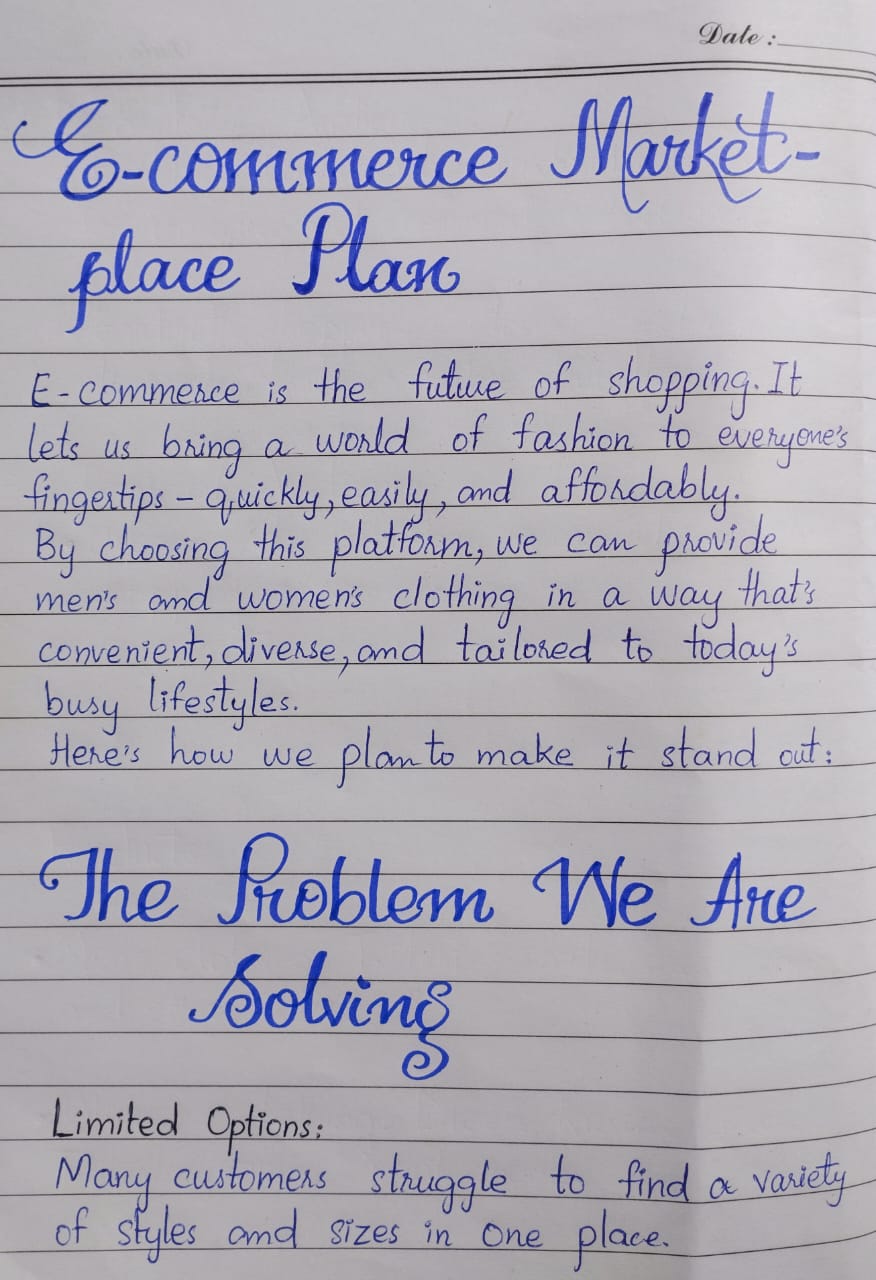 Date:
E-commerce Market-
place Plan
E-commerce is the future of shopping. It
lets us bring a world of fashion to everyone's
fingertips - quickly, easily, and affordably.
By choosing this platform, we can provide
men's and women's clothing in a way that's
convenient, diverse, and tailored to today's
busy lifestyles.
Here's how we plan to make it stand out:
The Problem We Are
Solving
Limited Options:
Many customers struggle to find a variety
of styles and sizes in one place.